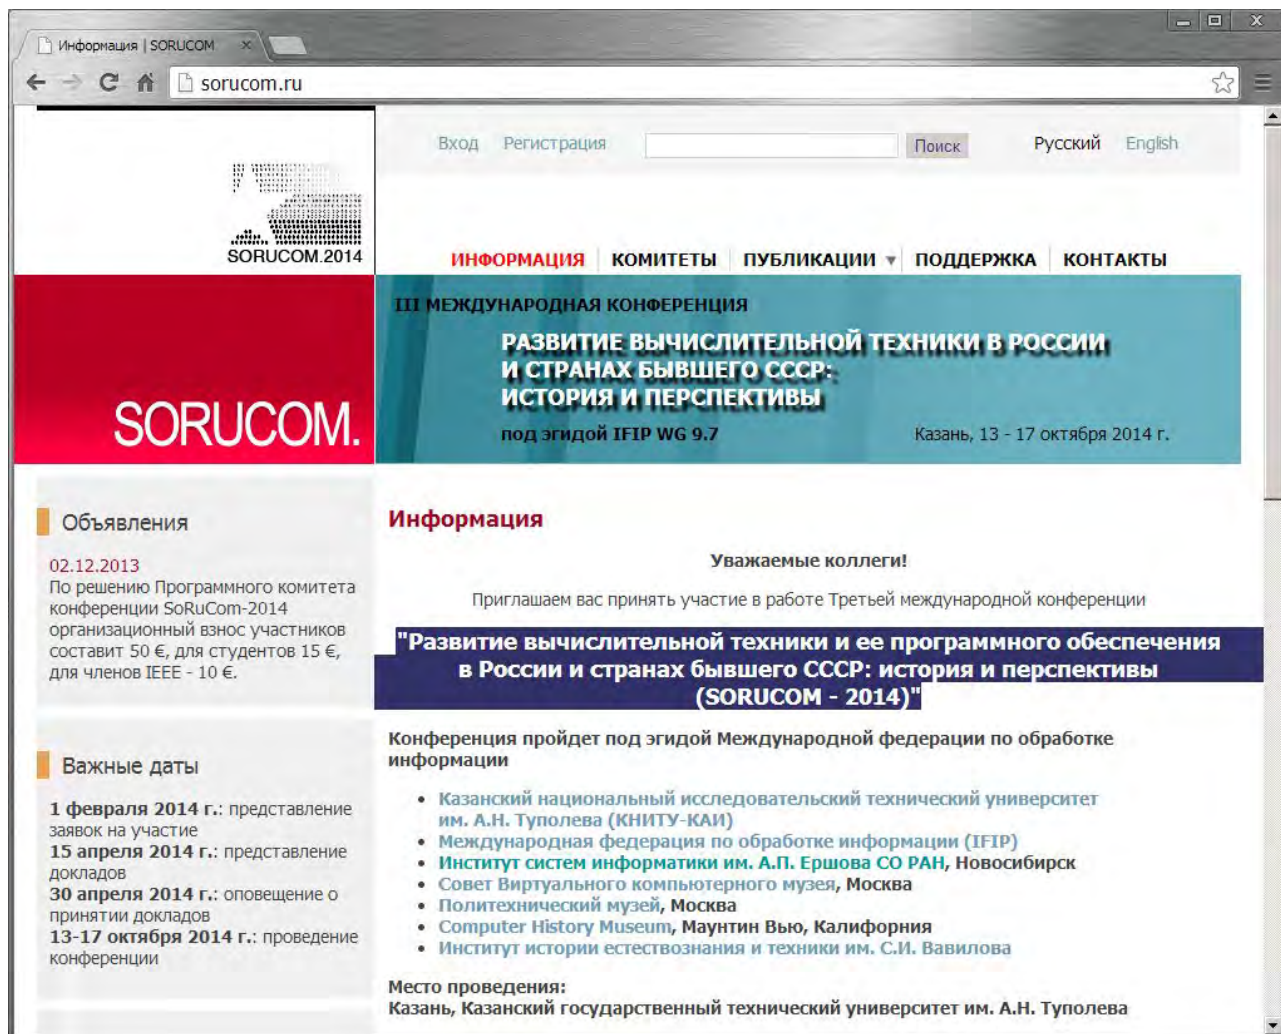 Информация | SORUCOM
sorucom.ru
Вход Регистрация Поиск Русский English
SORUCOM.2014
ИНФОРМАЦИЯ КОМИТЕТЫ ПУБЛИКАЦИИ ПОДДЕРЖКА КОНТАКТЫ
III МЕЖДУНАРОДНАЯ КОНФЕРЕНЦИЯ
РАЗВИТИЕ ВЫЧИСЛИТЕЛЬНОЙ ТЕХНИКИ В РОССИИ
И СТРАНАХ БЫВШЕГО СССР:
ИСТОРИЯ И ПЕРСПЕКТИВЫ
под эгидой IFIP WG 9.7 Казань, 13 - 17 октября 2014 г.
SORUCOM.
Объявления
02.12.2013
По решению Программного комитета
конференции SoRuCom-2014
организационный взнос участников
составит 50 €, для студентов 15 €,
для членов IEEE - 10 €.
Важные даты
1 февраля 2014 г.: представление
заявок на участие
15 апреля 2014 г.: представление
докладов
30 апреля 2014 г.: оповещение о
принятии докладов
13-17 октября 2014 г.: проведение
конференции
Информация
Уважаемые коллеги!
Приглашаем вас принять участие в работе Третьей международной конференции
"Развитие вычислительной техники и ее программного обеспечения
в России и странах бывшего СССР: история и перспективы
(SORUCOM - 2014)"
Конференция пройдет под эгидой Международной федерации по обработке
информации
• Казанский национальный исследовательский технический университет
им. А.Н. Туполева (КНИТУ-КАИ)
• Международная федерация по обработке информации (IFIP)
• Институт систем информатики им. А.П. Ершова СО РАН, Новосибирск
• Совет Виртуального компьютерного музея, Москва
• Политехнический музей, Москва
• Computer History Museum, Маунтин Вью, Калифорния
• Институт истории естествознания и техники им. С.И. Вавилова
Место проведения:
Казань, Казанский государственный технический университет им. А.Н. Туполева